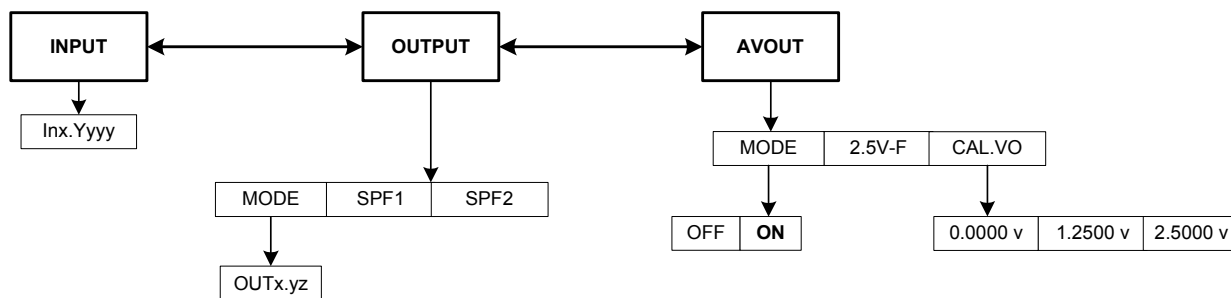 INPUT OUTPUT AVOUT
Inx.Yyyy
MODE 2.5V-F CAL.VO
MODE SPF1 SPF2
OFF ON 0.0000 v 1.2500 v 2.5000 v
OUTx.yz